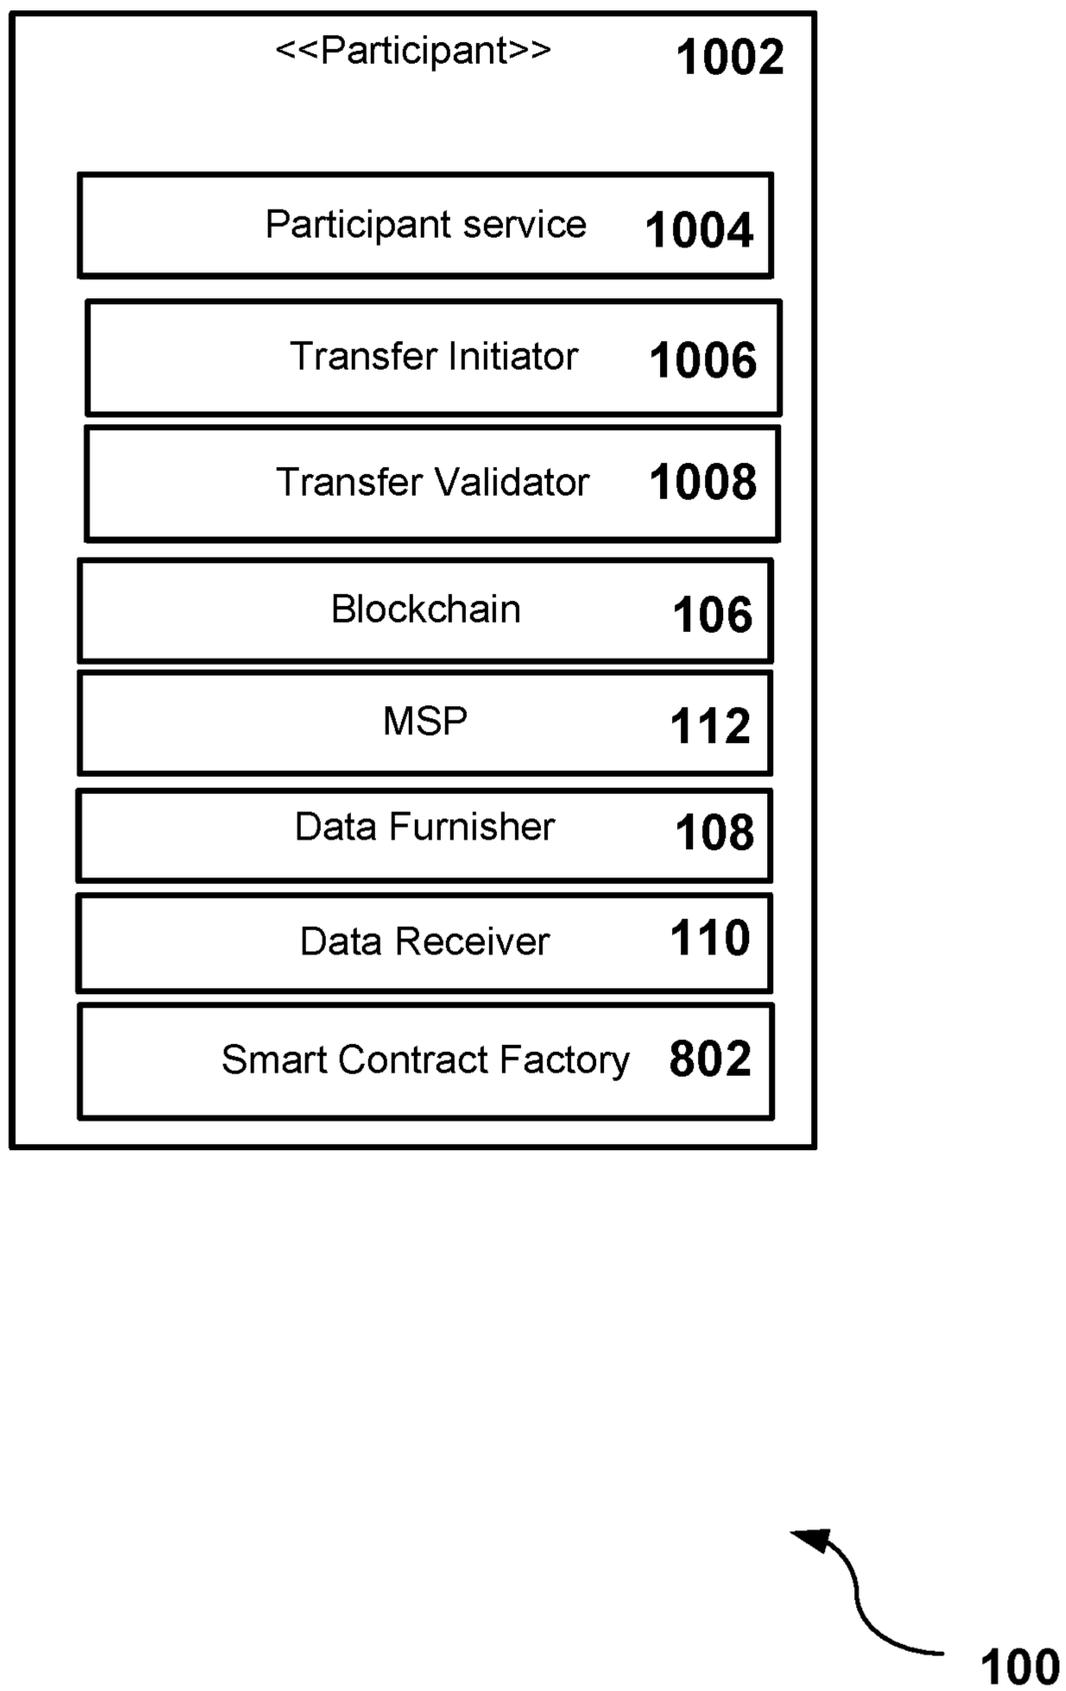 <<Participant>> 1002
Participant service 1004
Transfer Initiator 1006
Transfer Validator 1008
Blockchain 106
MSP 112
Data Furnisher 108
Data Receiver 110
Smart Contract Factory 802
100